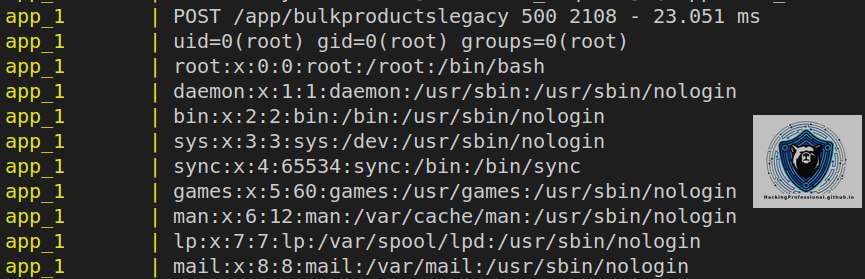 app_1 | POST /app/bulkproductslegacy 500 2108 - 23.051 ms
app_1 | uid=0(root) gid=0(root) groups=0(root)
app_1 | root:x:0:0:root:/root:/bin/bash
app_1 | daemon:x:1:1:daemon:/usr/sbin:/usr/sbin/nologin
app_1 | bin:x:2:2:bin:/bin:/usr/sbin/nologin
app_1 | sys:x:3:3:sys:/dev:/usr/sbin/nologin
app_1 | sync:x:4:65534:sync:/bin:/bin/sync
app_1 | games:x:5:60:games:/usr/games:/usr/sbin/nologin
app_1 | man:x:6:12:man:/var/cache/man:/usr/sbin/nologin
app_1 | lp:x:7:7:lp:/var/spool/lpd:/usr/sbin/nologin
app_1 | mail:x:8:8:mail:/var/mail:/usr/sbin/nologin
HackingProfessional.github.io